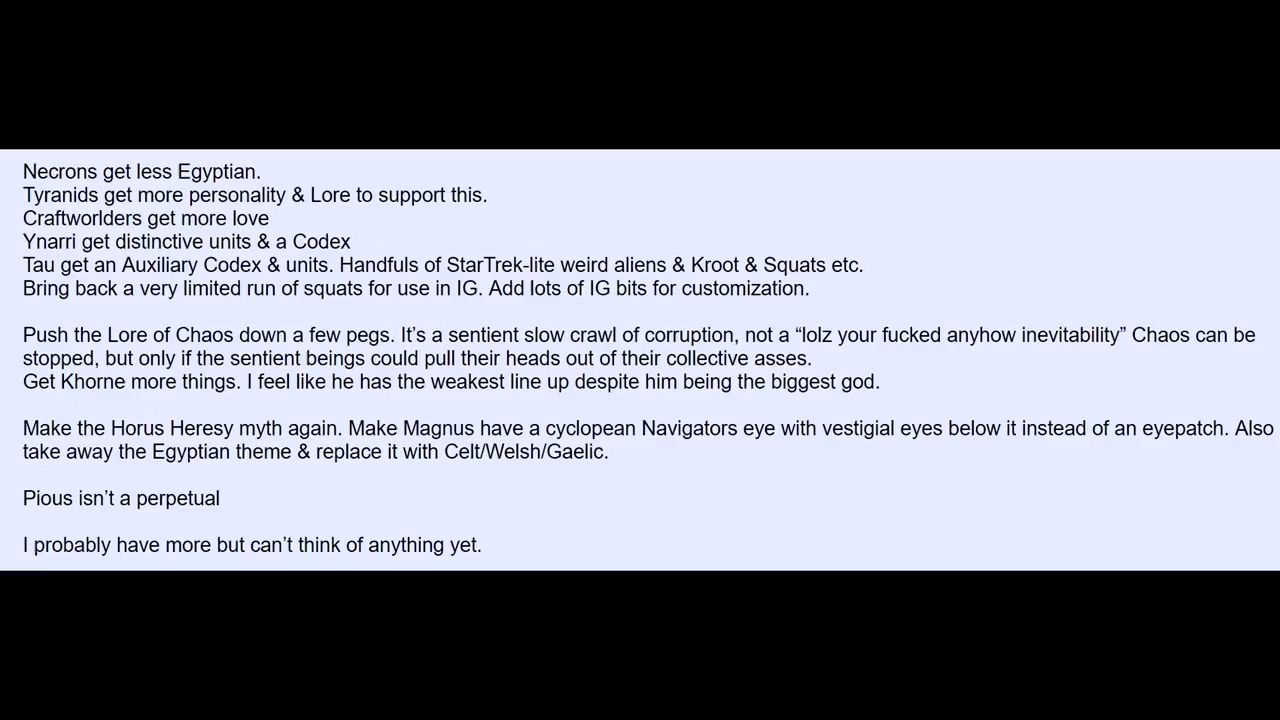 Necrons get less Egyptian.
Tyranids get more personality & Lore to support this.
Craftworlders get more love
Ynarri get distinctive units & a Codex
Tau get an Auxiliary Codex & units. Handfuls of StarTrek-lite weird aliens & Kroot & Squats etc.
Bring back a very limited run of squats for use in IG. Add lots of IG bits for customization.
Push the Lore of Chaos down a few pegs. It’s a sentient slow crawl of corruption, not a “lolz your fucked anyhow inevitability” Chaos can be
stopped, but only if the sentient beings could pull their heads out of their collective asses.
Get Khorne more things. I feel like he has the weakest line up despite him being the biggest god.
Make the Horus Heresy myth again. Make Magnus have a cyclopean Navigators eye with vestigial eyes below it instead of an eyepatch. Also
take away the Egyptian theme & replace it with Celt/Welsh/Gaelic.
Pious isn’t a perpetual
I probably have more but can’t think of anything yet.